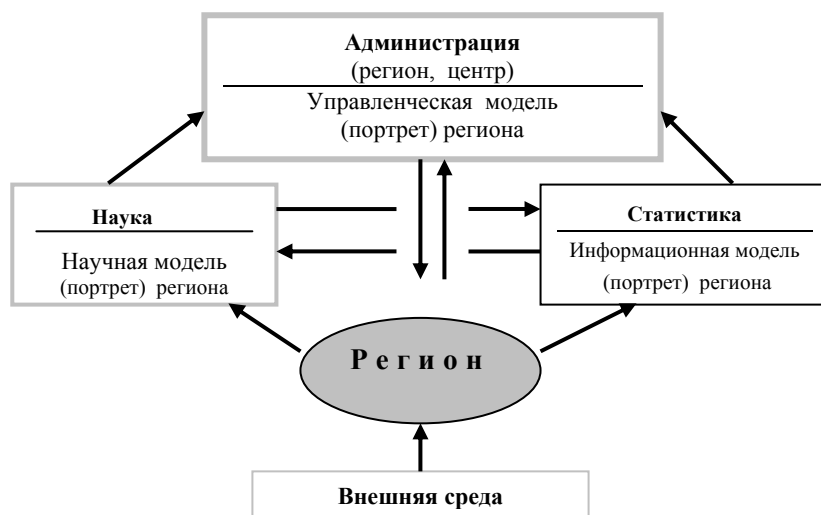 Администрация
(регион, центр)
Управленческая модель
(портрет) региона
Наука
Научная модель
(портрет) региона
Статистика
Информационная модель
(портрет) региона
Р е г и о н
Внешняя среда